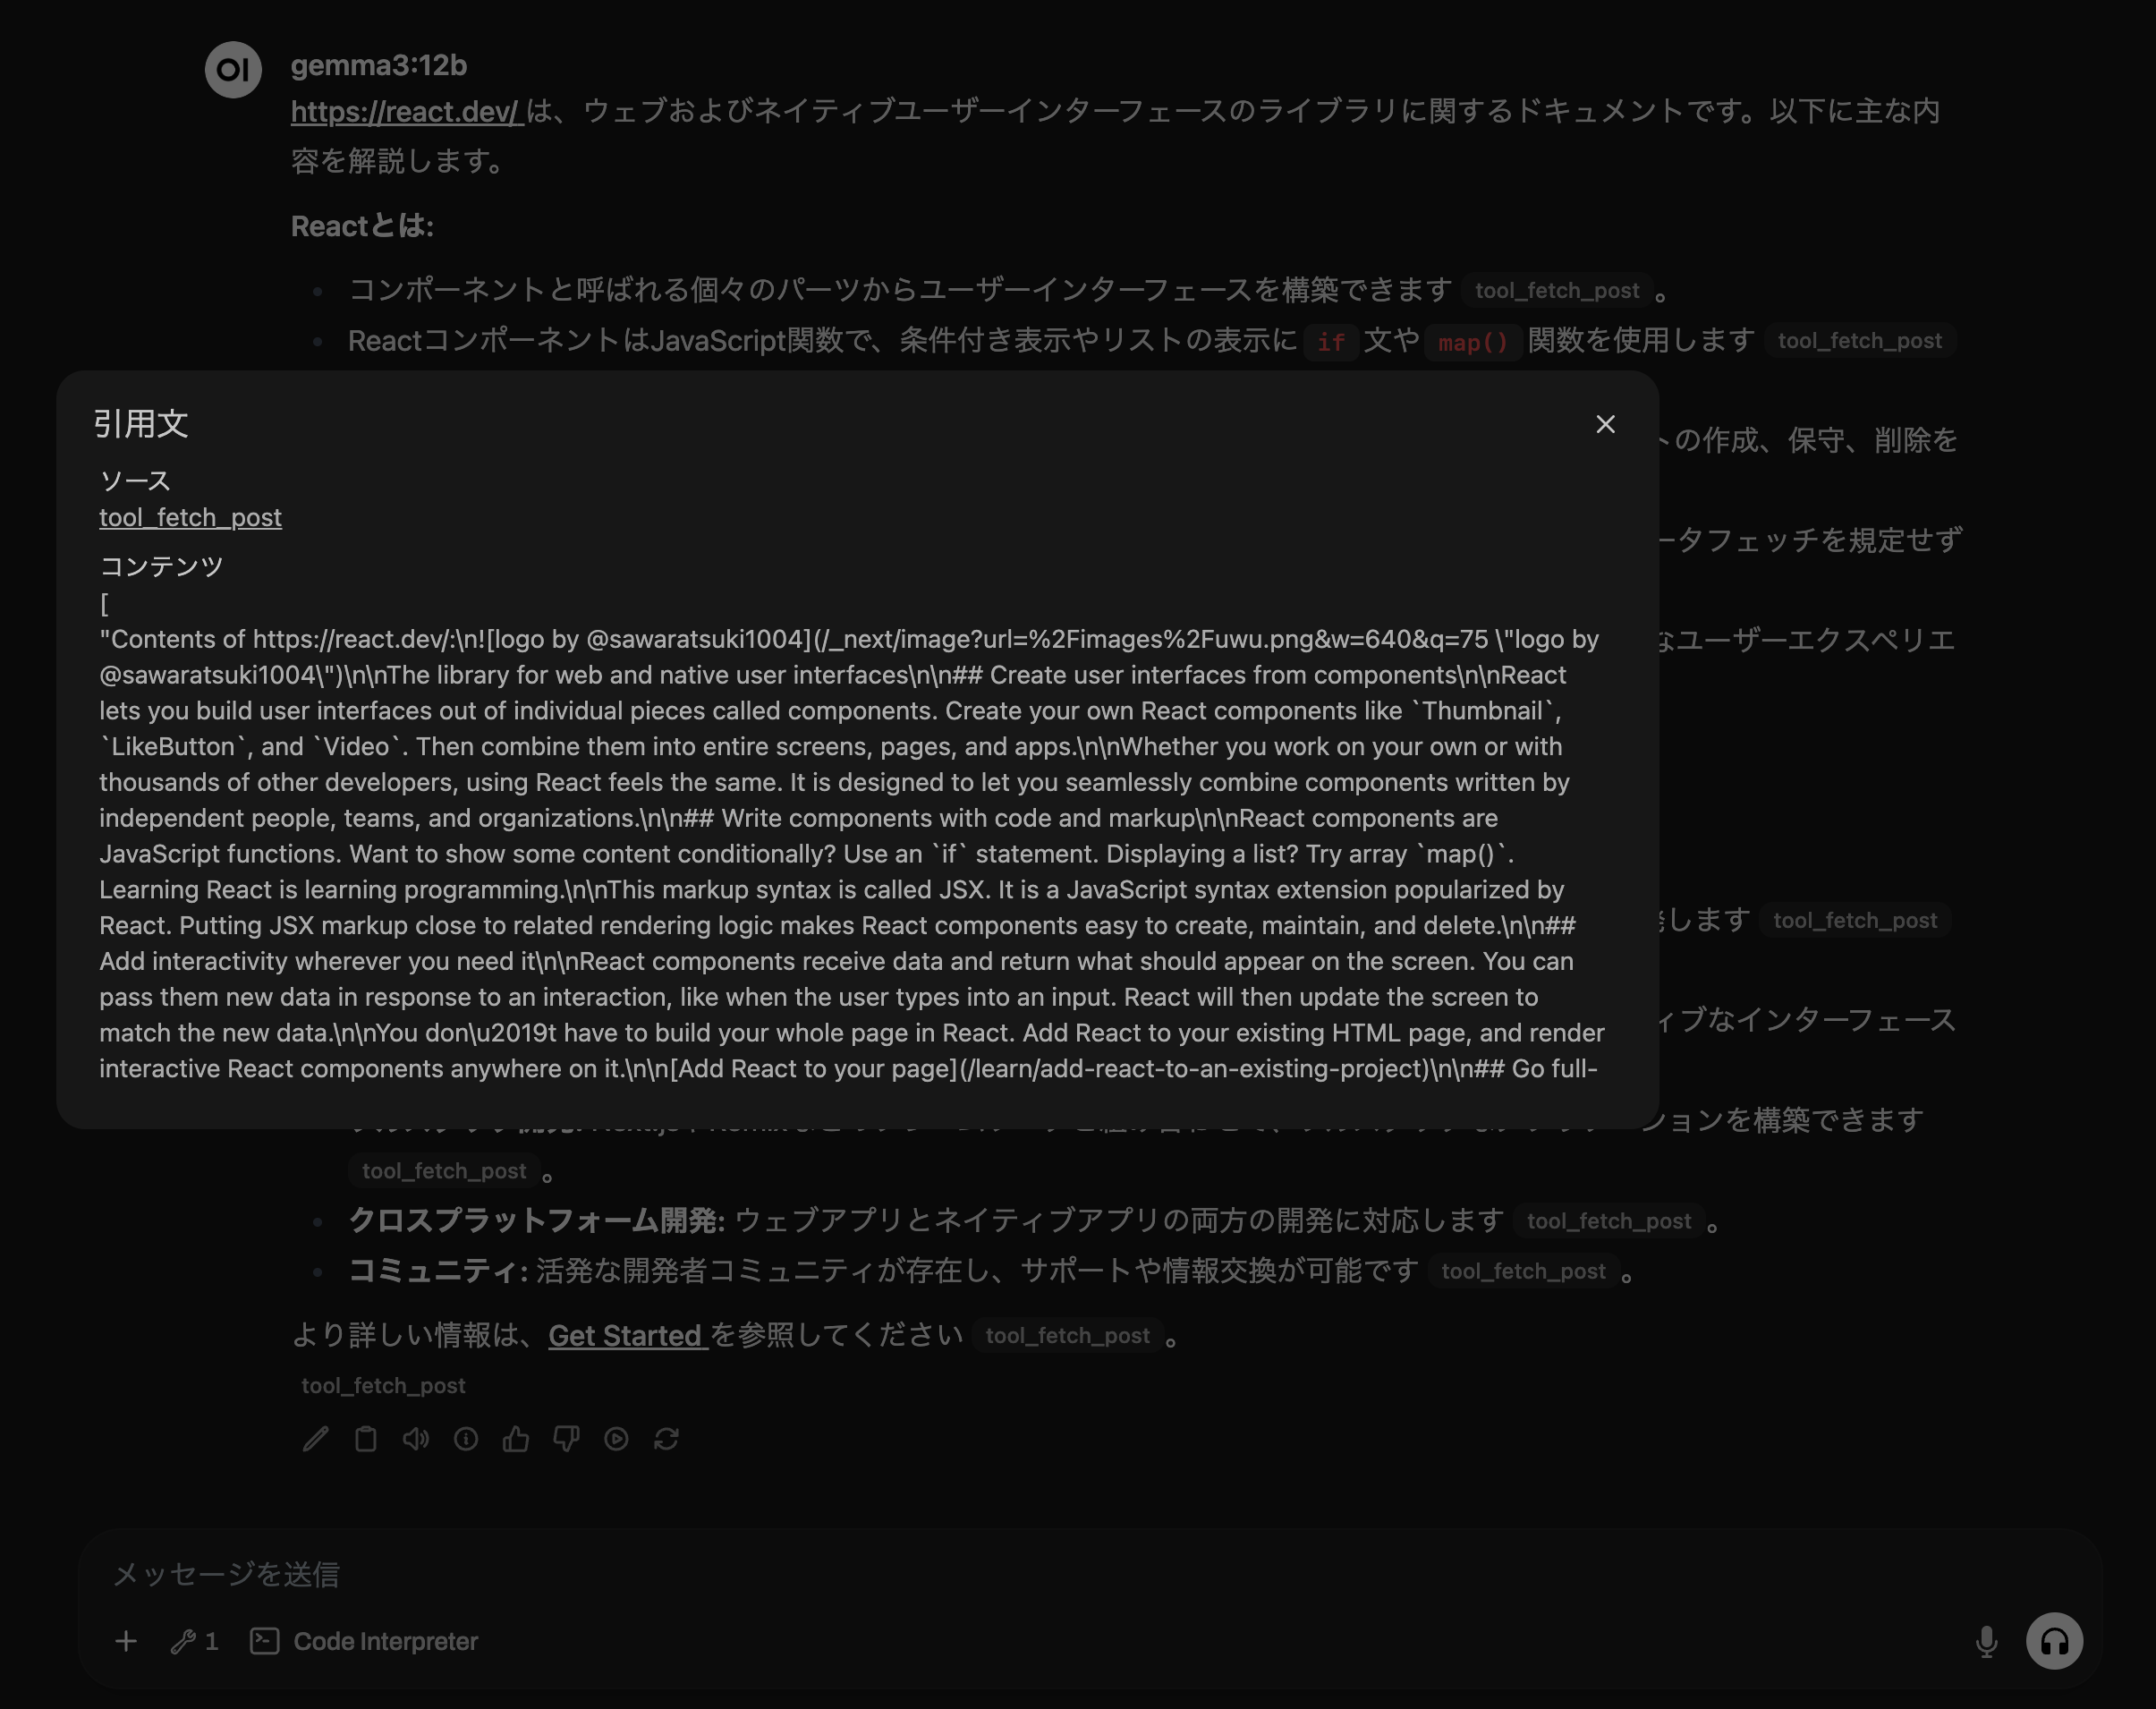 OI
gemma3:12b
https://react.dev/ は、ウェブおよびネイティブユーザーインターフェースのライブラリに関するドキュメントです。以下に主な内
容を解説します。
Reactとは:
コンポーネントと呼ばれる個々のパーツからユーザーインターフェースを構築できます tool_fetch_post 。
ReactコンポーネントはJavaScript関数で、条件付き表示やリストの表示に if 文や map() 関数を使用します tool_fetch_post
引用文
トの作成、保守、削除を
ソース
tool_fetch_post
ータフェッチを規定せず
コンテンツ
[
"Contents of https://react.dev/:\n![logo by @sawaratsuki1004](/_next/image?url=%2Fimages%2Fuwu.png&w=640&q=75 \"logo by
なユーザーエクスペリエ
@sawaratsuki1004\")\n\nThe library for web and native user interfaces\n\n## Create user interfaces from components\n\nReact
lets you build user interfaces out of individual pieces called components. Create your own React components like `Thumbnail`,
`LikeButton`, and `Video`. Then combine them into entire screens, pages, and apps.\n\nWhether you work on your own or with
thousands of other developers, using React feels the same. It is designed to let you seamlessly combine components written by
independent people, teams, and organizations.\n\n## Write components with code and markup\n\nReact components are
JavaScript functions. Want to show some content conditionally? Use an `if` statement. Displaying a list? Try array `map()`.
Learning React is learning programming.\n\nThis markup syntax is called JSX. It is a JavaScript syntax extension popularized by
React. Putting JSX markup close to related rendering logic makes React components easy to create, maintain, and delete.\n\n##
します tool_fetch_post
Add interactivity wherever you need it\n\nReact components receive data and return what should appear on the screen. You can
pass them new data in response to an interaction, like when the user types into an input. React will then update the screen to
ィブなインターフェース
match the new data.\n\nYou don\u2019t have to build your whole page in React. Add React to your existing HTML page, and render
interactive React components anywhere on it.\n\n[Add React to your page](/learn/add-react-to-an-existing-project)\n\n## Go full-
ションを構築できます
tool_fetch_post 。
クロスプラットフォーム開発: ウェブアプリとネイティブアプリの両方の開発に対応します tool_fetch_post 。
コミュニティ: 活発な開発者コミュニティが存在し、サポートや情報交換が可能です tool_fetch_post 。
より詳しい情報は、Get Started を参照してください tool_fetch_post 。
tool_fetch_post
メッセージを送信
1 Code Interpreter